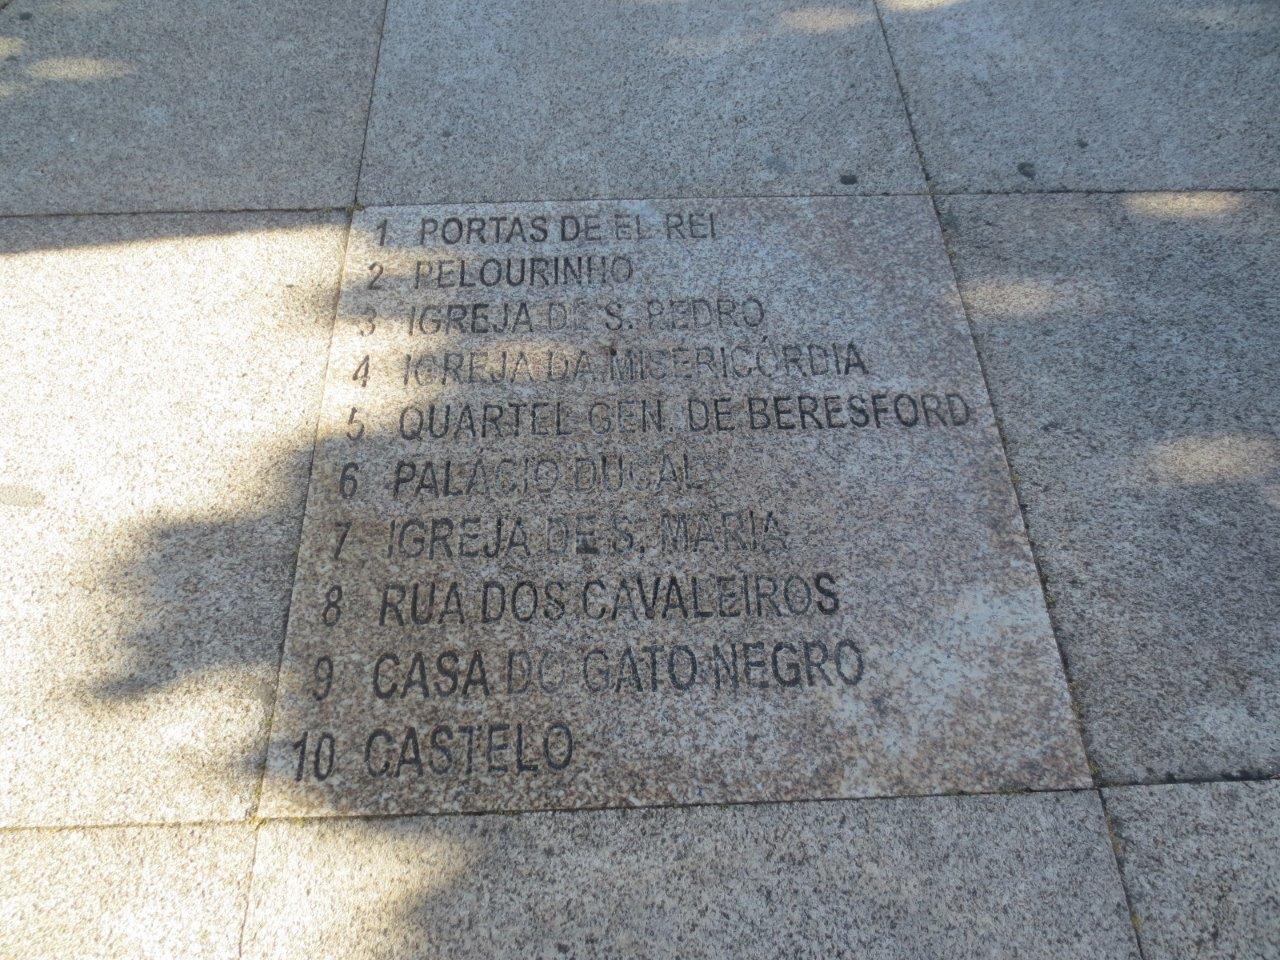 1 PORTAS DE EL REI
2 PELOURINHO
3 IGREJA DE S. PEDRO
4 IGREJA DA MISERICÓRDIA
5 QUARTEL GEN. DE BERESFORD
6 PALÁCIO DUCAL
7 IGREJA DE S. MARIA
8 RUA DOS CAVALEIROS
9 CASA DO GATO NEGRO
10 CASTELO